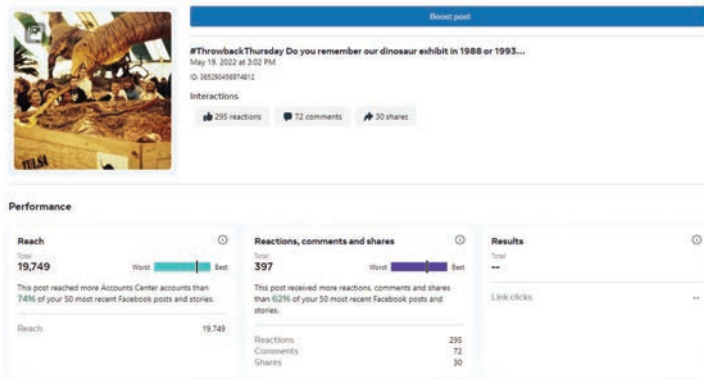 Boost post
#ThrowbackThursday Do you remember our dinosaur exhibit in 1988 or 1993...
May 19, 2022 at 3:02 PM
ID: 385290456974812
Interactions
295 reactions
72 comments
30 shares
TULSA
Performance
Reach
Total
19,749
Worst
Best
This post reached more Accounts Center accounts than
74% of your 50 most recent Facebook posts and
stories.
Reach
19,749
Reactions, comments and shares
Total
397
Worst
Best
This post received more reactions, comments and shares
than 62% of your 50 most recent Facebook posts and
stories.
Reactions
295
Comments
72
Shares
30
Results
Total
--
Link clicks
--